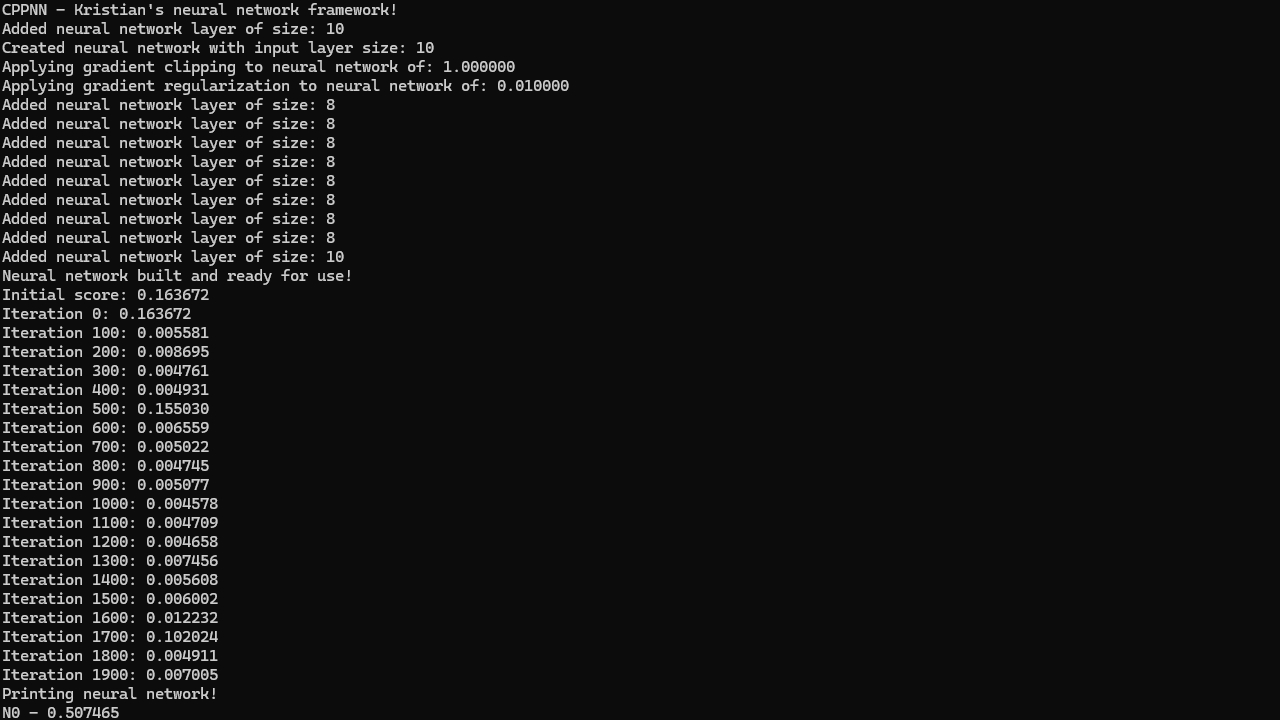 CPPNN - Kristian's neural network framework!
Added neural network layer of size: 10
Created neural network with input layer size: 10
Applying gradient clipping to neural network of: 1.000000
Applying gradient regularization to neural network of: 0.010000
Added neural network layer of size: 8
Added neural network layer of size: 8
Added neural network layer of size: 8
Added neural network layer of size: 8
Added neural network layer of size: 8
Added neural network layer of size: 8
Added neural network layer of size: 8
Added neural network layer of size: 8
Added neural network layer of size: 10
Neural network built and ready for use!
Initial score: 0.163672
Iteration 0: 0.163672
Iteration 100: 0.005581
Iteration 200: 0.008695
Iteration 300: 0.004761
Iteration 400: 0.004931
Iteration 500: 0.155030
Iteration 600: 0.006559
Iteration 700: 0.005022
Iteration 800: 0.004745
Iteration 900: 0.005077
Iteration 1000: 0.004578
Iteration 1100: 0.004709
Iteration 1200: 0.004658
Iteration 1300: 0.007456
Iteration 1400: 0.005608
Iteration 1500: 0.006002
Iteration 1600: 0.012232
Iteration 1700: 0.102024
Iteration 1800: 0.004911
Iteration 1900: 0.007005
Printing neural network!
N0 - 0.507465